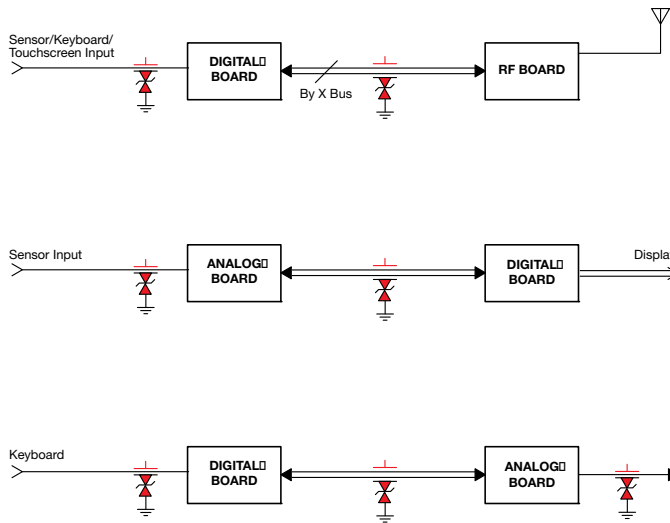 Sensor/Keyboard/
Touchscreen Input
DIGITAL
BOARD
By X Bus
RF BOARD
Sensor Input
ANALOG
BOARD
DIGITAL
BOARD
Display
Keyboard
DIGITAL
BOARD
ANALOG
BOARD